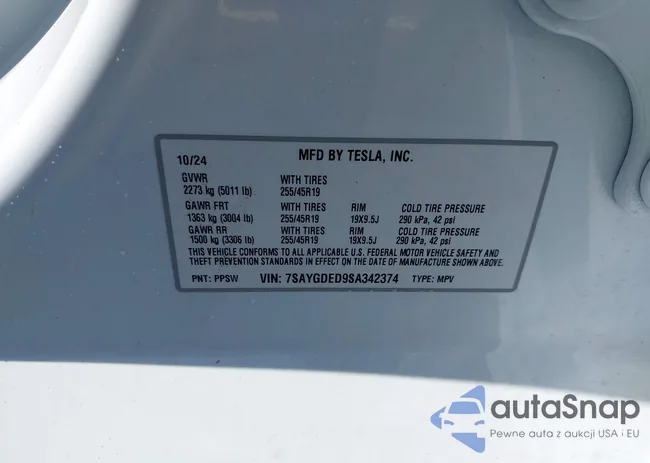 10/24 MFD BY TESLA, INC.
GVWR WITH TIRES
2273 kg (5011 lb) 255/45R19
GAWR FRT WITH TIRES RIM COLD TIRE PRESSURE
1363 kg (3004 lb) 255/45R19 19X9.5J 290 kPa, 42 psi
GAWR RR WITH TIRES RIM COLD TIRE PRESSURE
1500 kg (3306 lb) 255/45R19 19X9.5J 290 kPa, 42 psi
THIS VEHICLE CONFORMS TO ALL APPLICABLE U.S. FEDERAL MOTOR VEHICLE SAFETY AND
THEFT PREVENTION STANDARDS IN EFFECT ON THE DATE OF MANUFACTURE SHOWN ABOVE.
PNT: PPSW VIN: 7SAYGDED9SA342374 TYPE: MPV
autaSnap
Pewne auta z aukcji USA i EU